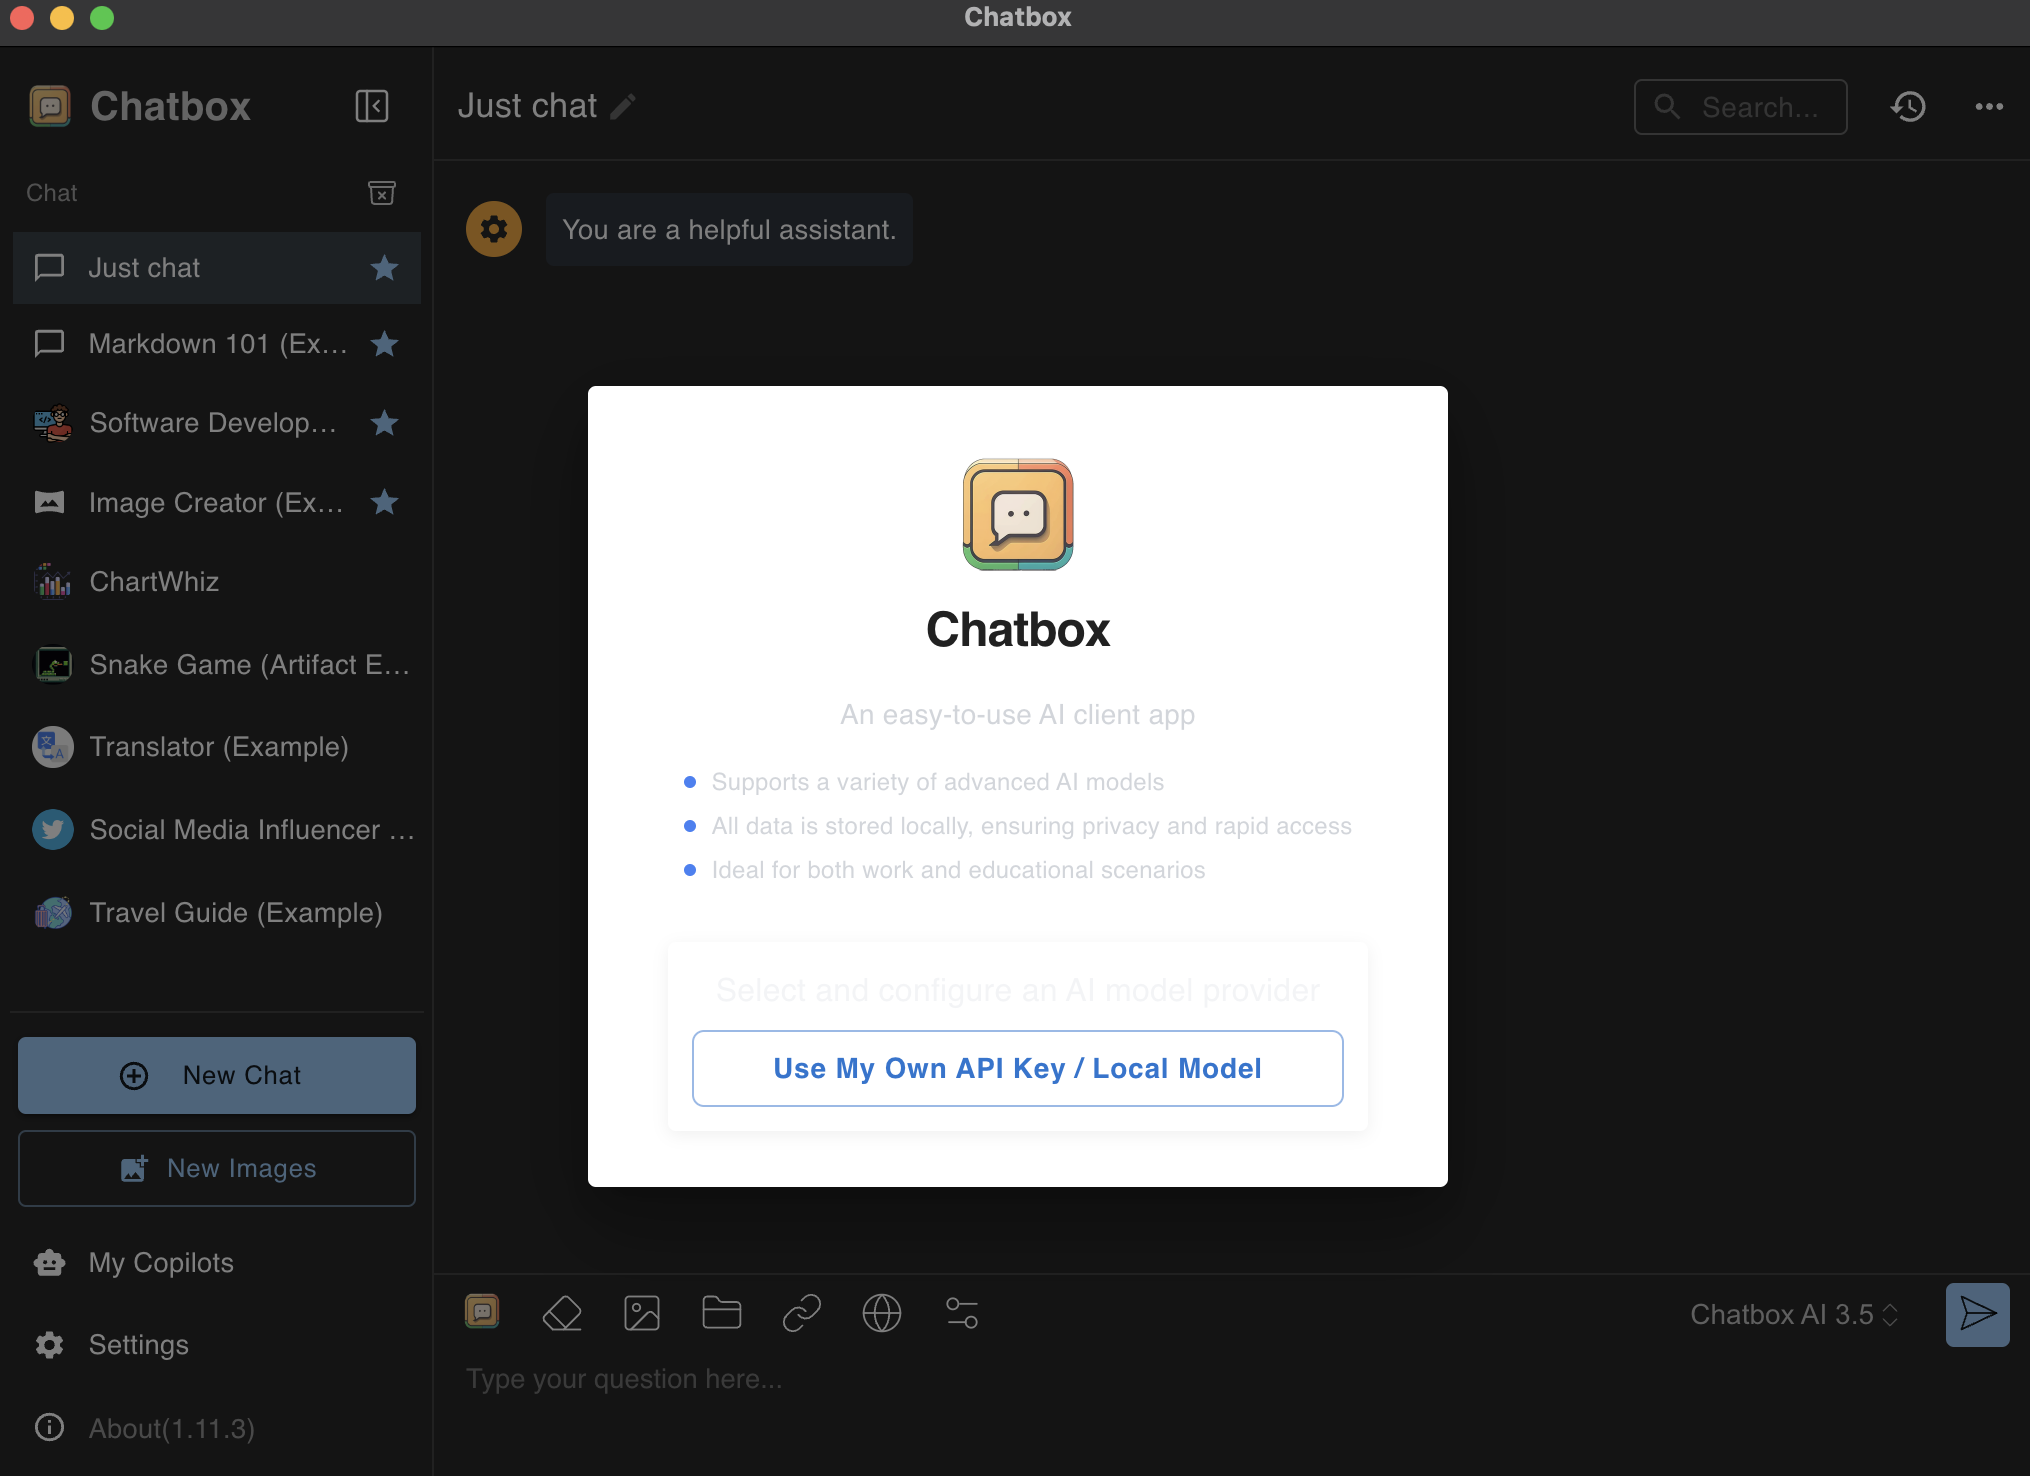 Chatbox
Chatbox
Just chat
Search...
Chat
You are a helpful assistant.
Just chat
Markdown 101 (Ex...
Software Develop...
Image Creator (Ex...
ChartWhiz
Snake Game (Artifact E...
Translator (Example)
Social Media Influencer ...
Travel Guide (Example)
New Chat
New Images
My Copilots
Settings
About(1.11.3)
Chatbox
An easy-to-use AI client app
Supports a variety of advanced AI models
All data is stored locally, ensuring privacy and rapid access
Ideal for both work and educational scenarios
Select and configure an AI model provider
Use My Own API Key / Local Model
Chatbox AI 3.5
Type your question here...